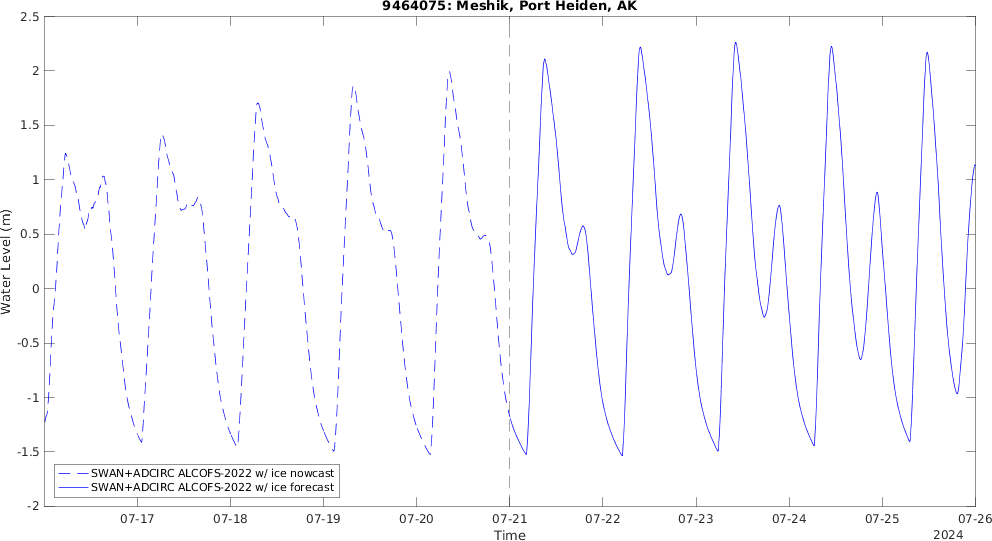 9464075: Meshik, Port Heiden, AK
Water Level (m)
2.5
2
1.5
1
0.5
0
-0.5
-1
-1.5
-2
SWAN+ADCIRC ALCOFS-2022 w/ ice nowcast
SWAN+ADCIRC ALCOFS-2022 w/ ice forecast
07-17 07-18 07-19 07-20 07-21 07-22 07-23 07-24 07-25 07-26
Time
2024